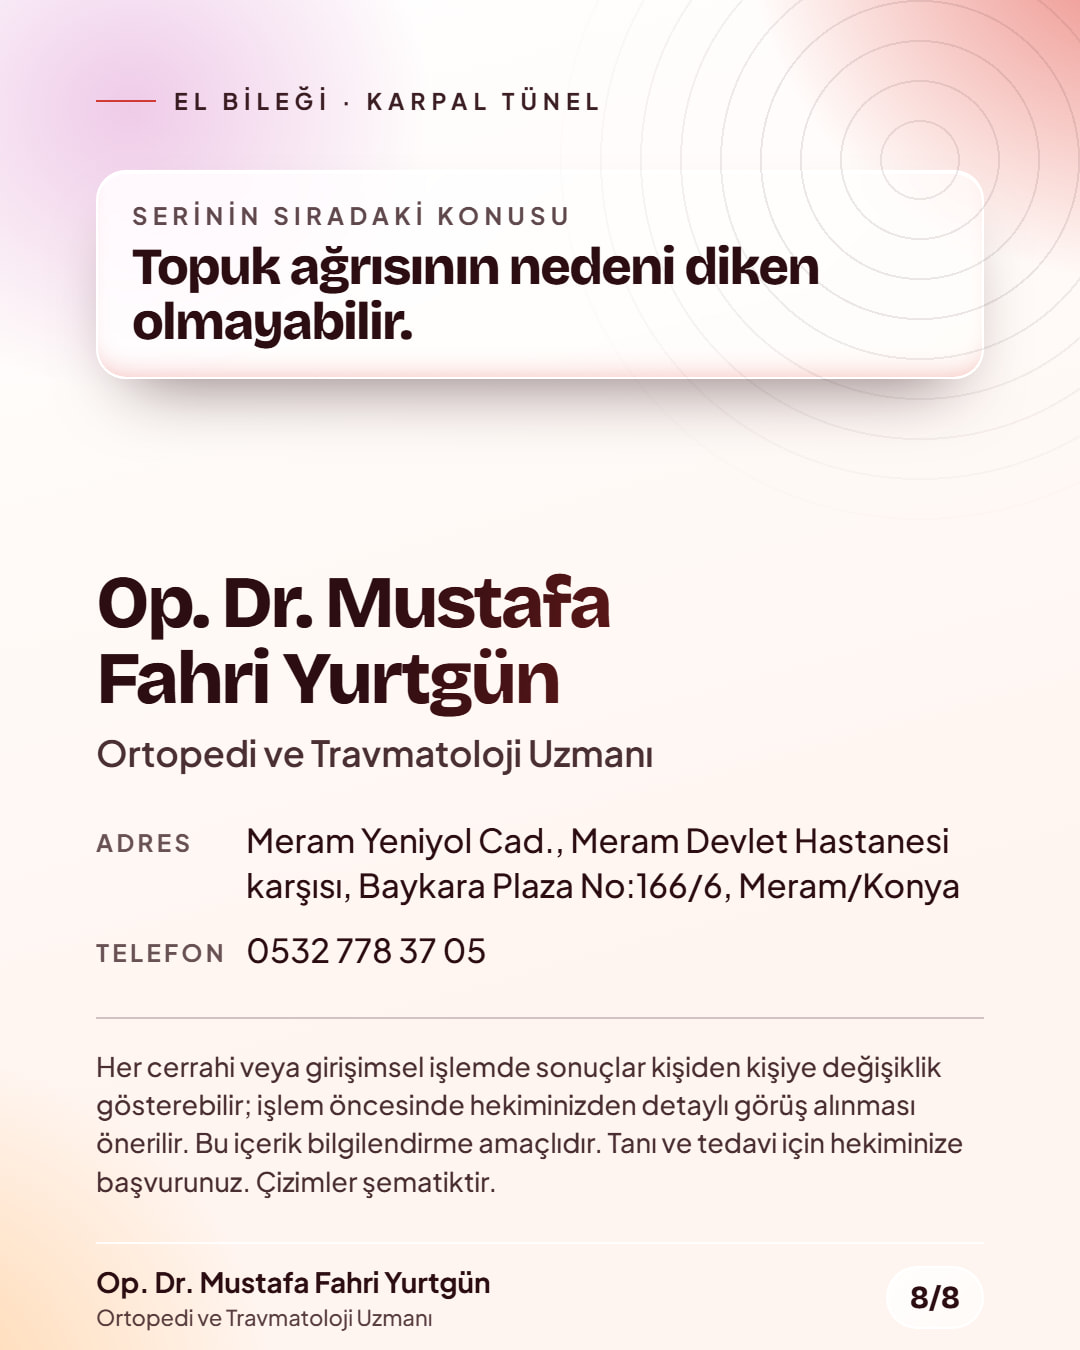 EL BİLEĞİ · KARPAL TÜNEL
SERİNİN SIRADAKİ KONUSU
Topuk ağrısının nedeni diken
olmayabilir.
Op. Dr. Mustafa
Fahri Yurtgün
Ortopedi ve Travmatoloji Uzmanı
ADRES Meram Yeniyol Cad., Meram Devlet Hastanesi
karşısı, Baykara Plaza No:166/6, Meram/Konya
TELEFON 0532 778 37 05
Her cerrahi veya girişimsel işlemde sonuçlar kişiden kişiye değişiklik
gösterebilir; işlem öncesinde hekiminizden detaylı görüş alınması
önerilir. Bu içerik bilgilendirme amaçlıdır. Tanı ve tedavi için hekiminize
başvurunuz. Çizimler şematiktir.
Op. Dr. Mustafa Fahri Yurtgün
Ortopedi ve Travmatoloji Uzmanı
8/8